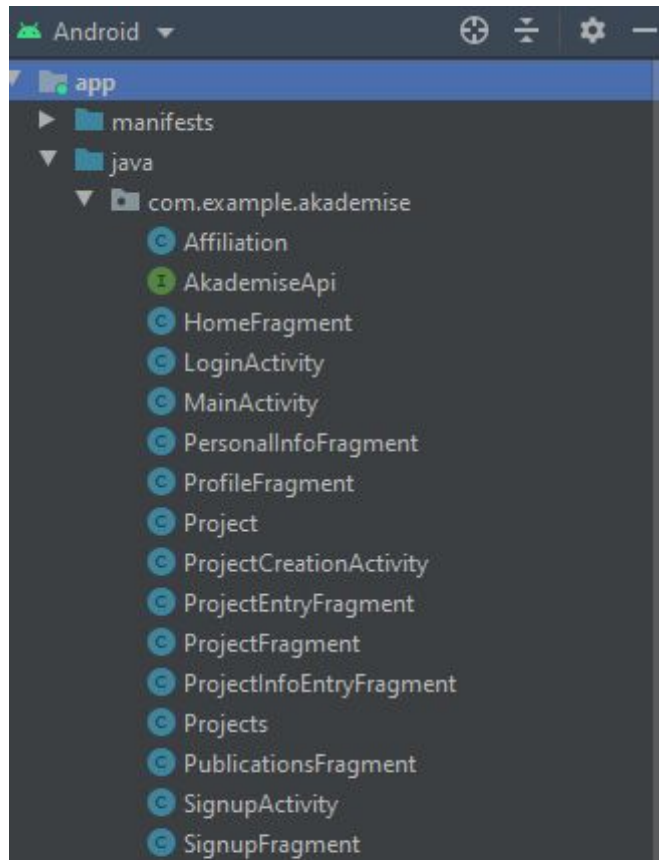 Android
app
manifests
java
com.example.akademise
C Affiliation
I AkademiseApi
C HomeFragment
C LoginActivity
C MainActivity
C PersonalInfoFragment
C ProfileFragment
C Project
C ProjectCreationActivity
C ProjectEntryFragment
C ProjectFragment
C ProjectInfoEntryFragment
C Projects
C PublicationsFragment
C SignupActivity
C SignupFragment